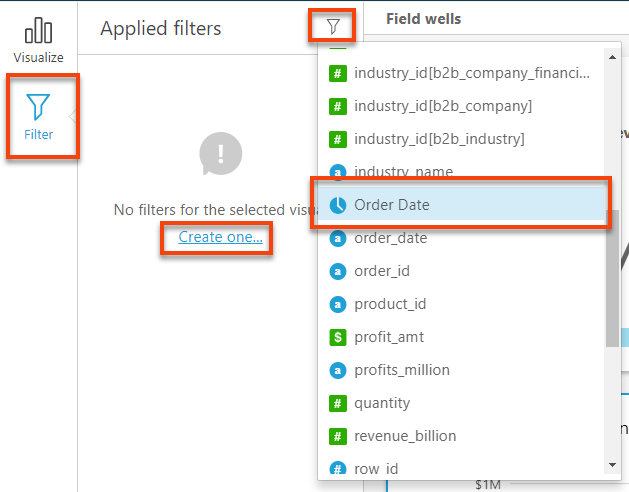 Visualize
Filter
Applied filters
No filters for the selected visu
Create one...
Field wells
industry_id[b2b_company_financi...
industry_id[b2b_company]
industry_id[b2b_industry]
industry_name
Order Date
order_date
order_id
product_id
profit_amt
profits_million
quantity
revenue_billion
row_id
ev
n
$1M